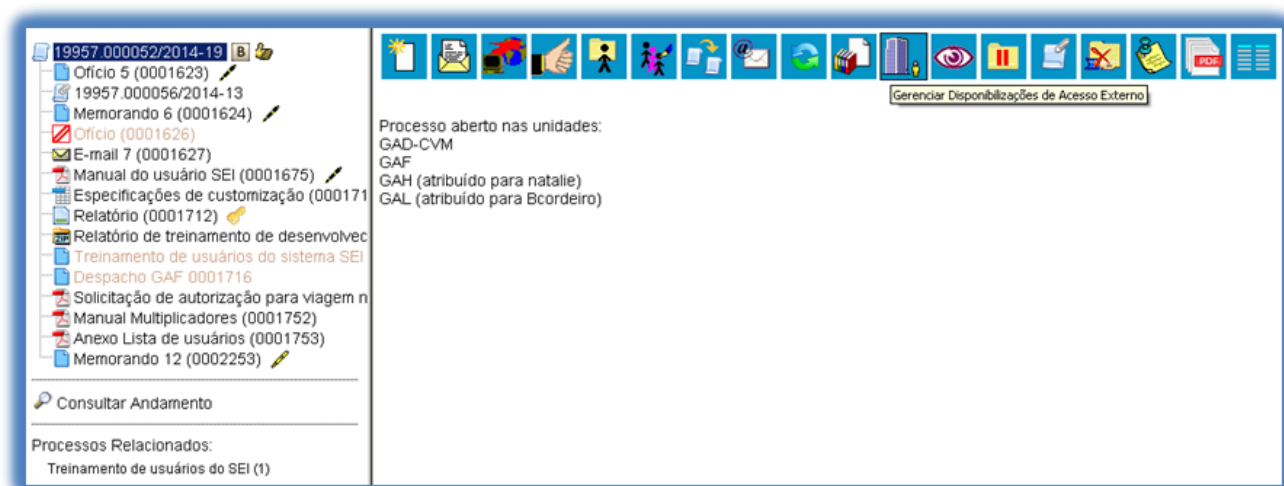 19957.000052/2014-19 B
Ofício 5 (0001623)
19957.000056/2014-13
Memorando 6 (0001624)
Ofício (0001626)
E-mail 7 (0001627)
Manual do usuário SEI (0001675)
Especificações de customização (000171
Relatório (0001712)
Relatório de treinamento de desenvolvec
Treinamento de usuários do sistema SEI
Despacho GAF 0001716
Solicitação de autorização para viagem n
Manual Multiplicadores (0001752)
Anexo Lista de usuários (0001753)
Memorando 12 (0002253)
Consultar Andamento
Processos Relacionados:
Treinamento de usuários do SEI (1)
PDF
Gerenciar Disponibilizações de Acesso Externo
Processo aberto nas unidades:
GAD-CVM
GAF
GAH (atribuído para natalie)
GAL (atribuído para Bcordeiro)